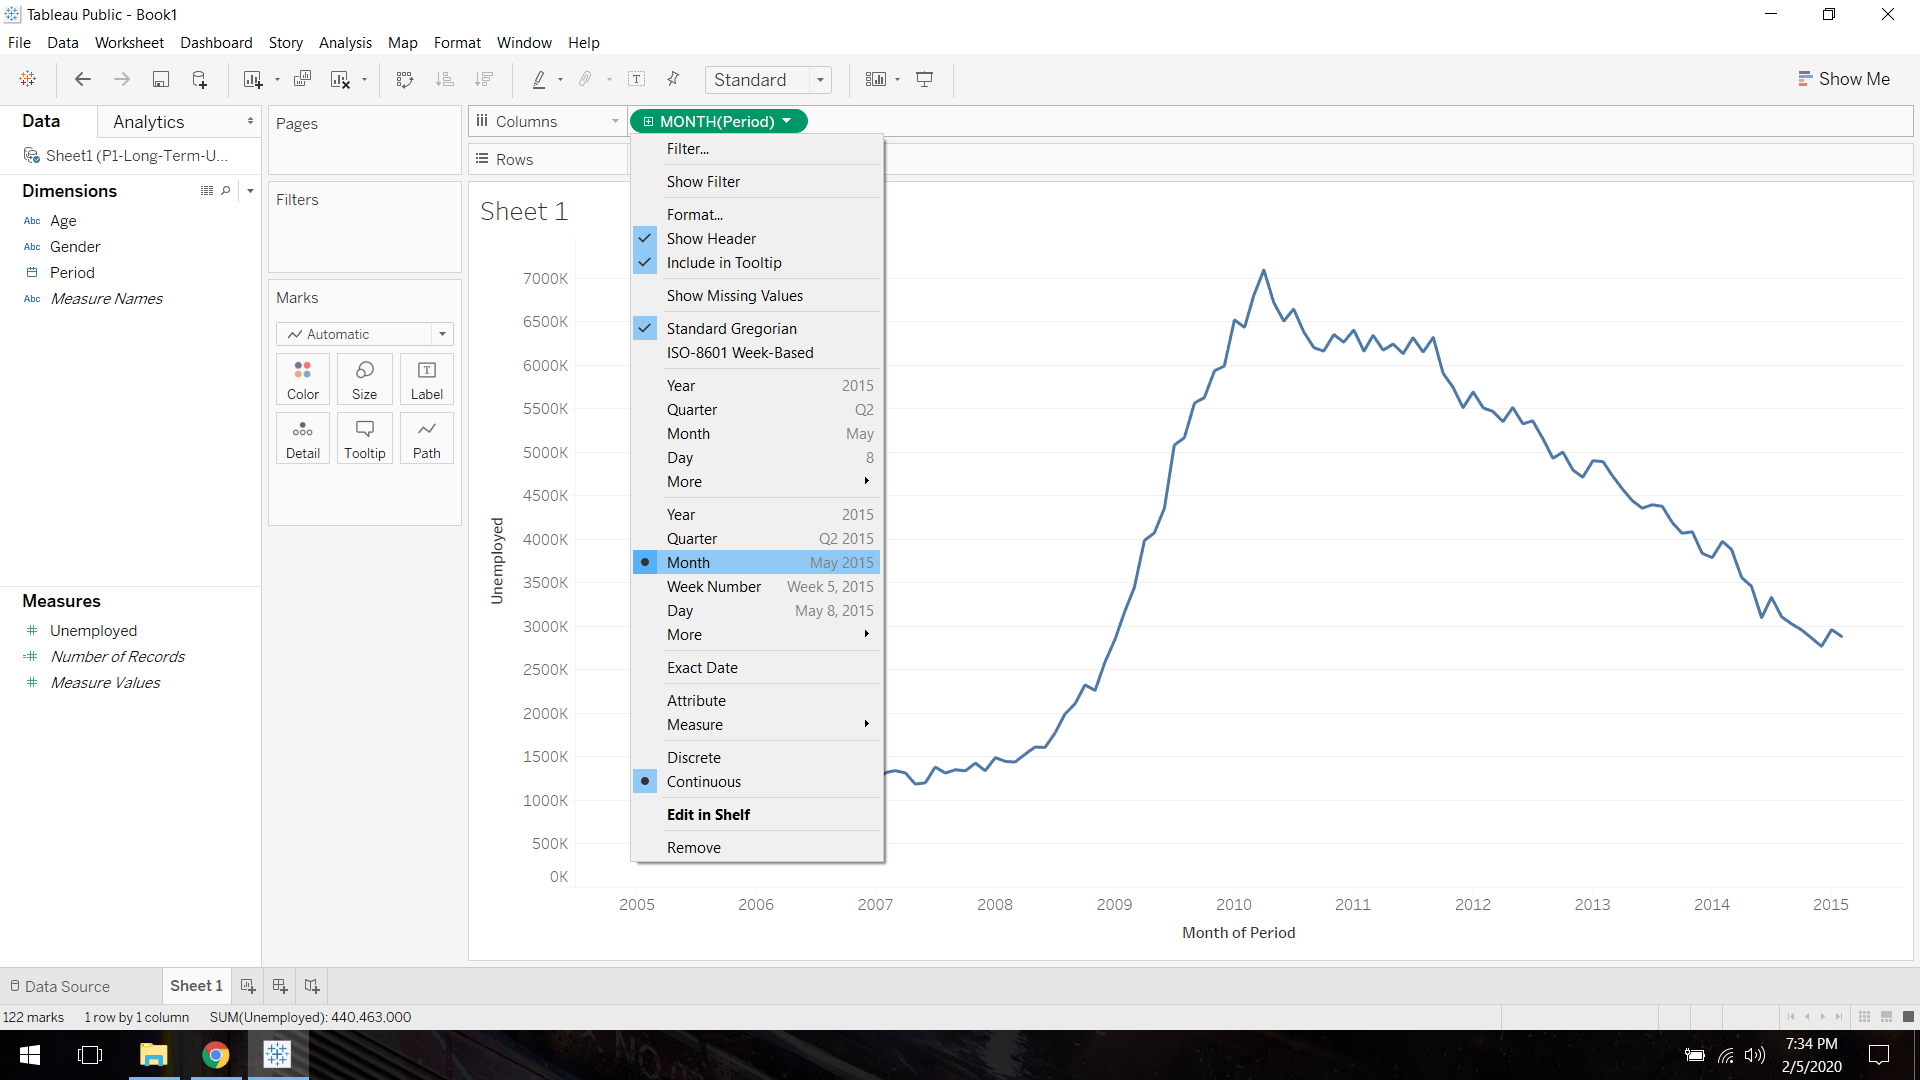 Tableau Public - Book1
File Data Worksheet Dashboard Story Analysis Map Format Window Help
Standard
Show Me
Data Analytics
Sheet1 (P1-Long-Term-U...
Dimensions
Abc Age
Abc Gender
Period
Abc Measure Names
Measures
Unemployed
Number of Records
Measure Values
Pages
Filters
Marks
Automatic
Color Size Label
Detail Tooltip Path
Columns MONTH(Period)
Rows
Filter...
Show Filter
Format...
Show Header
Include in Tooltip
Show Missing Values
Standard Gregorian
ISO-8601 Week-Based
Year 2015
Quarter Q2
Month May
Day 8
More
Year 2015
Quarter Q2 2015
Month May 2015
Week Number Week 5, 2015
Day May 8, 2015
More
Exact Date
Attribute
Measure
Discrete
Continuous
Edit in Shelf
Remove
Sheet 1
Unemployed
7000K
6500K
6000K
5500K
5000K
4500K
4000K
3500K
3000K
2500K
2000K
1500K
1000K
500K
0K
2005 2006 2007 2008 2009 2010 2011 2012 2013 2014 2015
Month of Period
Data Source Sheet 1
122 marks 1 row by 1 column SUM(Unemployed): 440,463,000
7:34 PM
2/5/2020